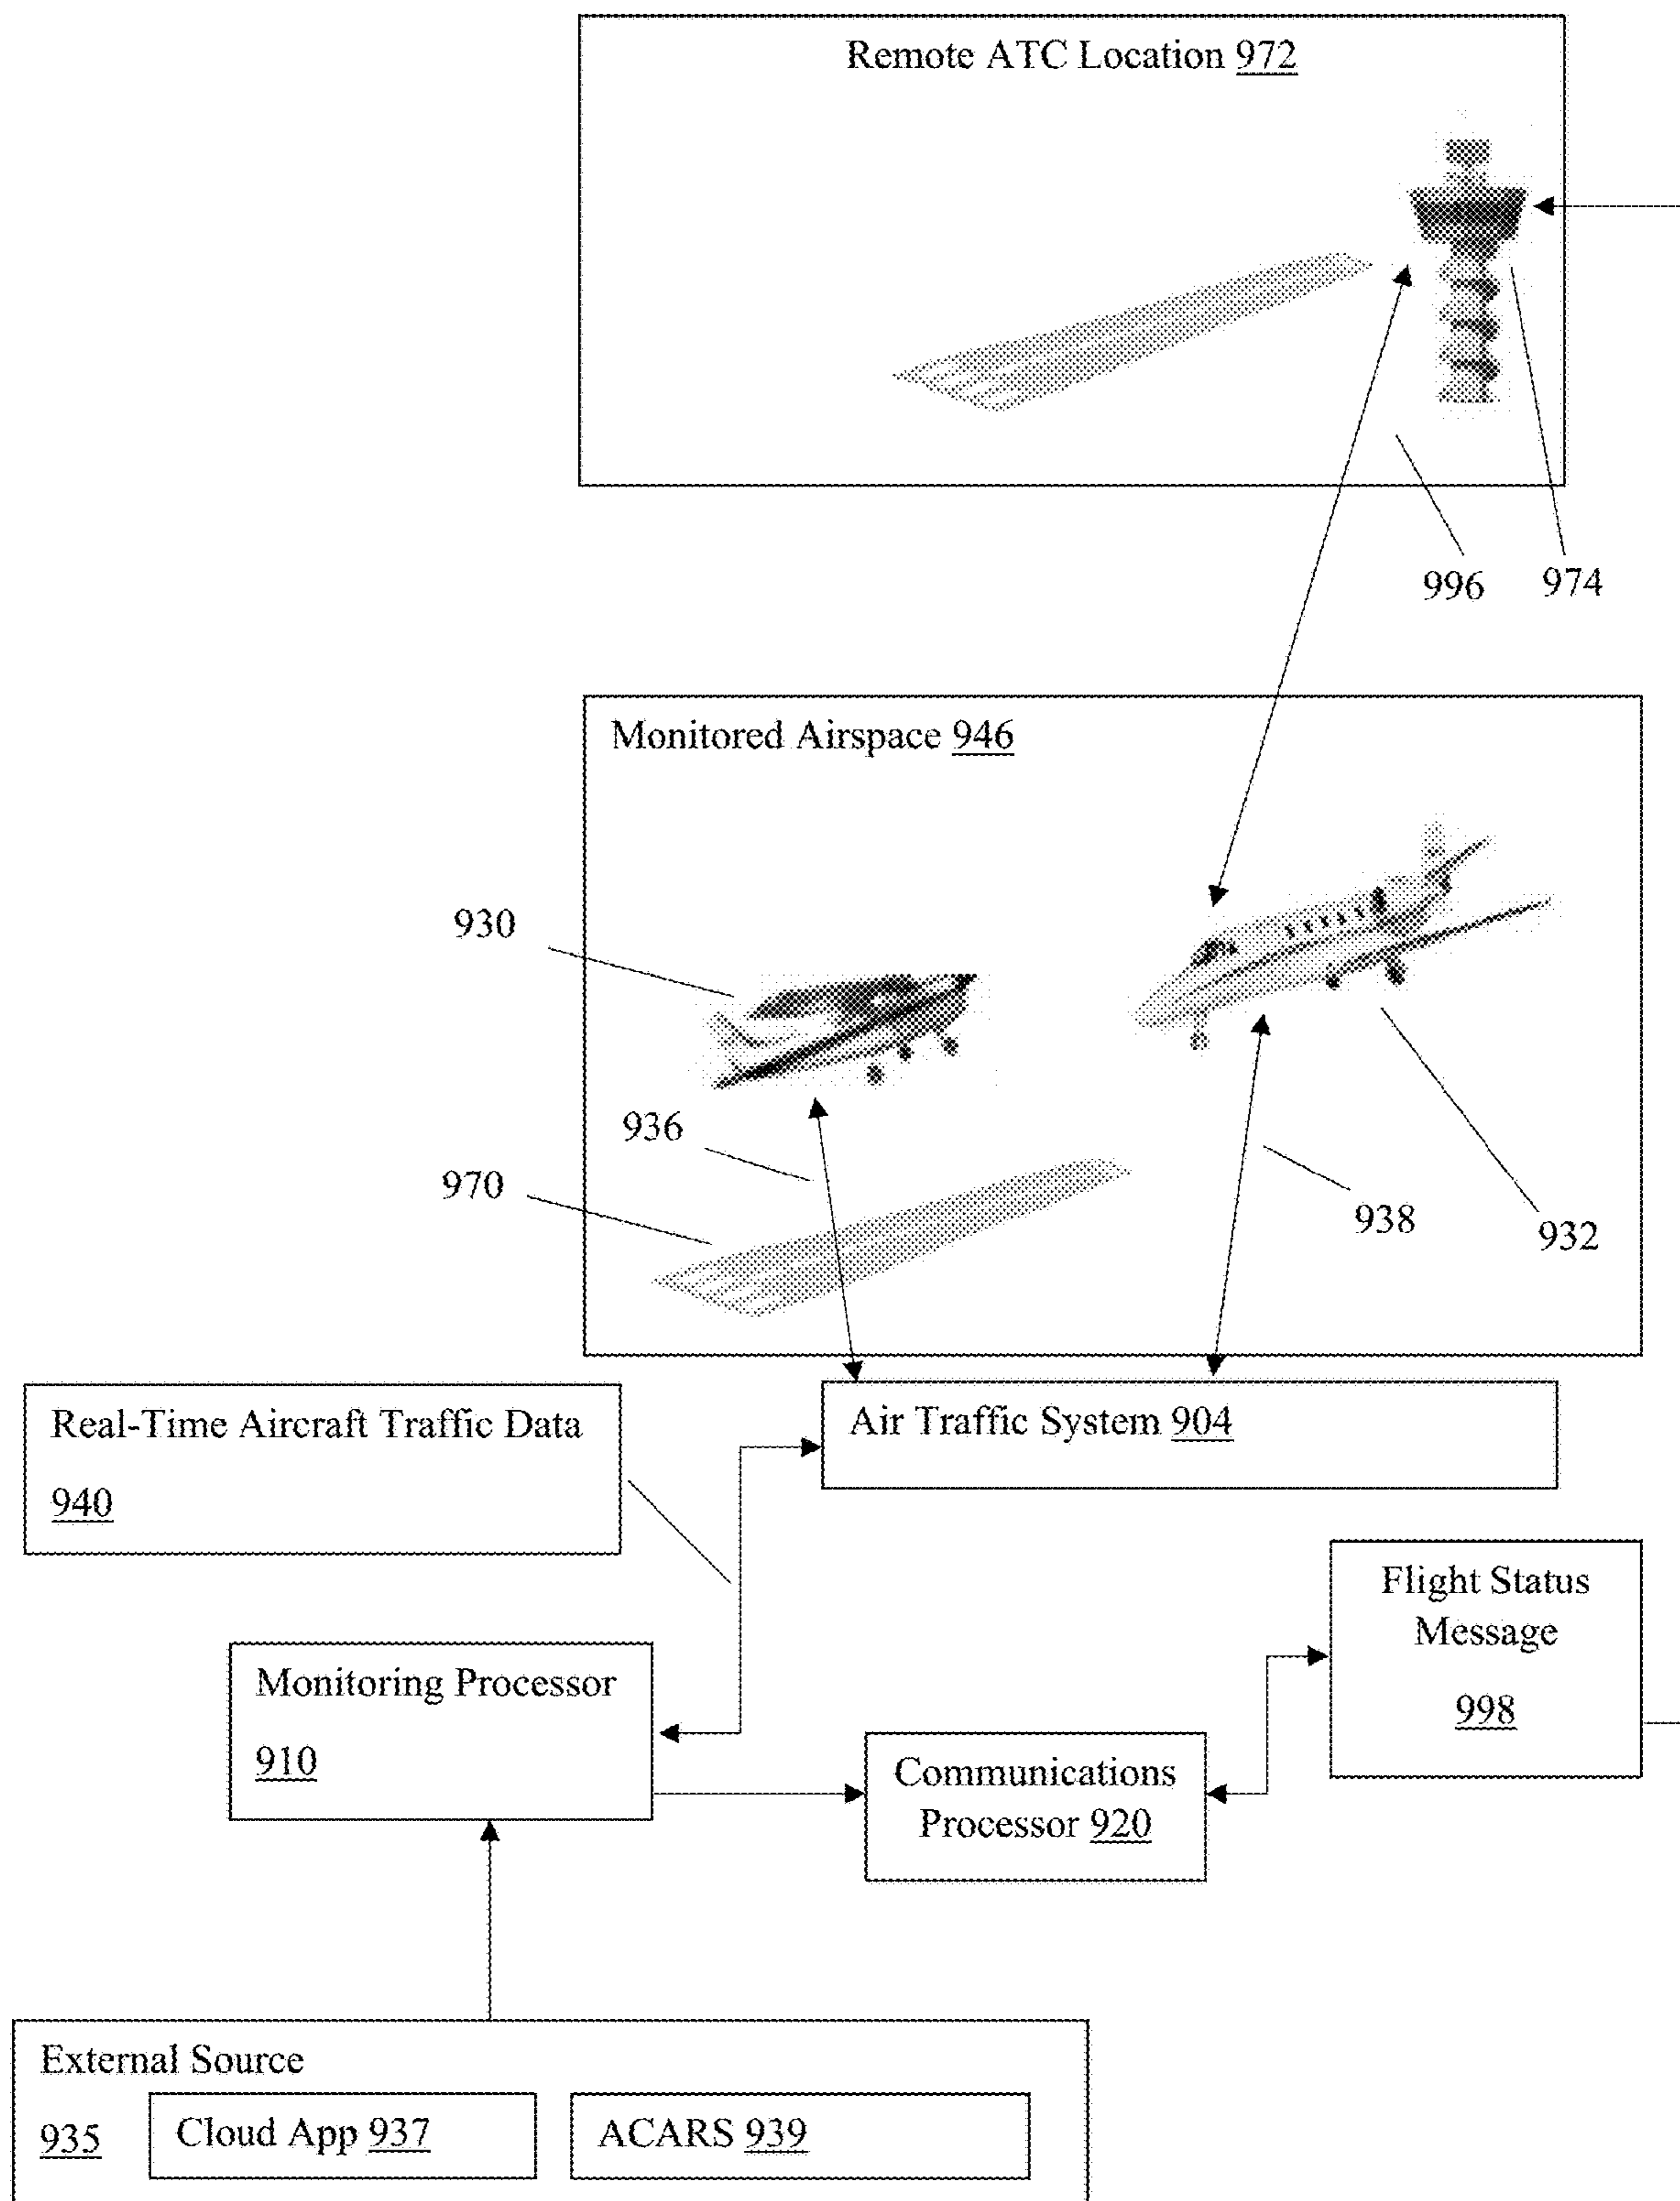 Remote ATC Location 972
996
974
Monitored Airspace 946
930
936
970
938
932
Real-Time Aircraft Traffic Data
940
Air Traffic System 904
Flight Status
Message
998
Monitoring Processor
910
Communications
Processor 920
External Source
935
Cloud App 937
ACARS 939